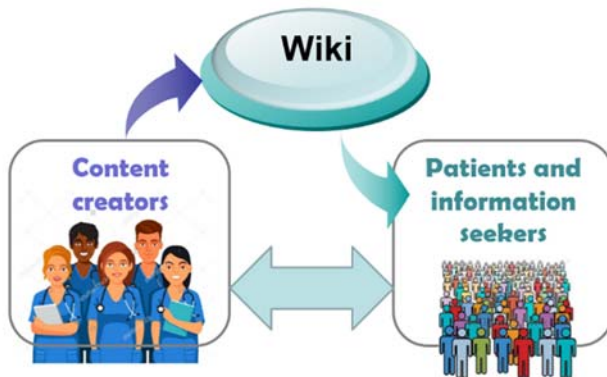 Wiki
Content
creators
Patients and
information
seekers